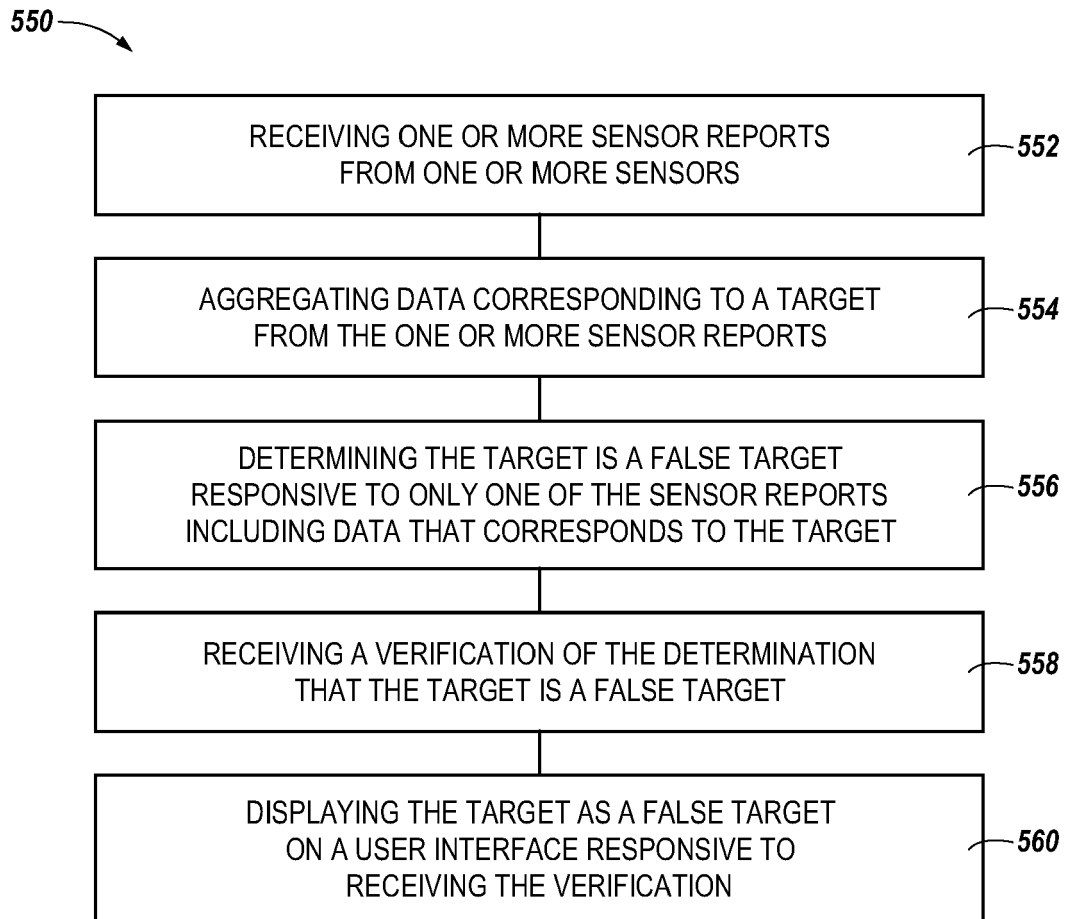 550
RECEIVING ONE OR MORE SENSOR REPORTS
FROM ONE OR MORE SENSORS
552
AGGREGATING DATA CORRESPONDING TO A TARGET
FROM THE ONE OR MORE SENSOR REPORTS
554
DETERMINING THE TARGET IS A FALSE TARGET
RESPONSIVE TO ONLY ONE OF THE SENSOR REPORTS
INCLUDING DATA THAT CORRESPONDS TO THE TARGET
556
RECEIVING A VERIFICATION OF THE DETERMINATION
THAT THE TARGET IS A FALSE TARGET
558
DISPLAYING THE TARGET AS A FALSE TARGET
ON A USER INTERFACE RESPONSIVE TO
RECEIVING THE VERIFICATION
560